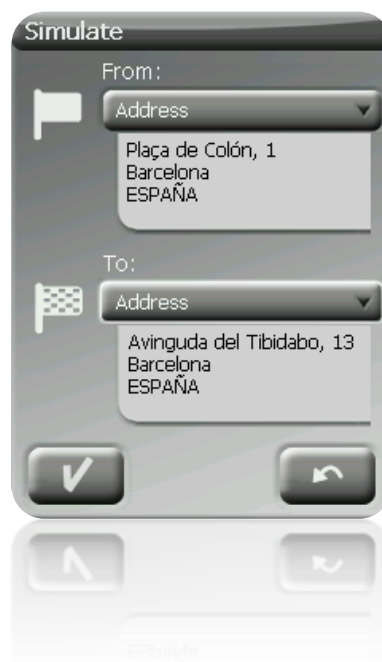 Simulate
From:
Address
Plaça de Colón, 1
Barcelona
ESPAÑA
To:
Address
Avinguda del Tibidabo, 13
Barcelona
ESPAÑA